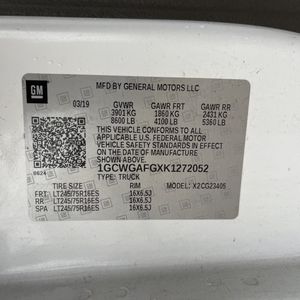 GM
MFD BY GENERAL MOTORS LLC
03/19 GVWR GAWR FRT GAWR RR
3901 KG 1860 KG 2431 KG
8600 LB 4100 LB 5360 LB
THIS VEHICLE CONFORMS TO ALL APPLICABLE
U.S. FEDERAL MOTOR
VEHICLE SAFETY STANDARDS IN EFFECT ON THE
DATE OF MANUFACTURE SHOWN ABOVE.
1GCWGAFGXK1272052
0624
TYPE: TRUCK MODEL: X2CG23405
TIRE SIZE RIM
FRT LT245/75R16ES 16X6.5J
RR LT245/75R16ES 16X6.5J
SPA LT245/75R16ES 16X6.5J